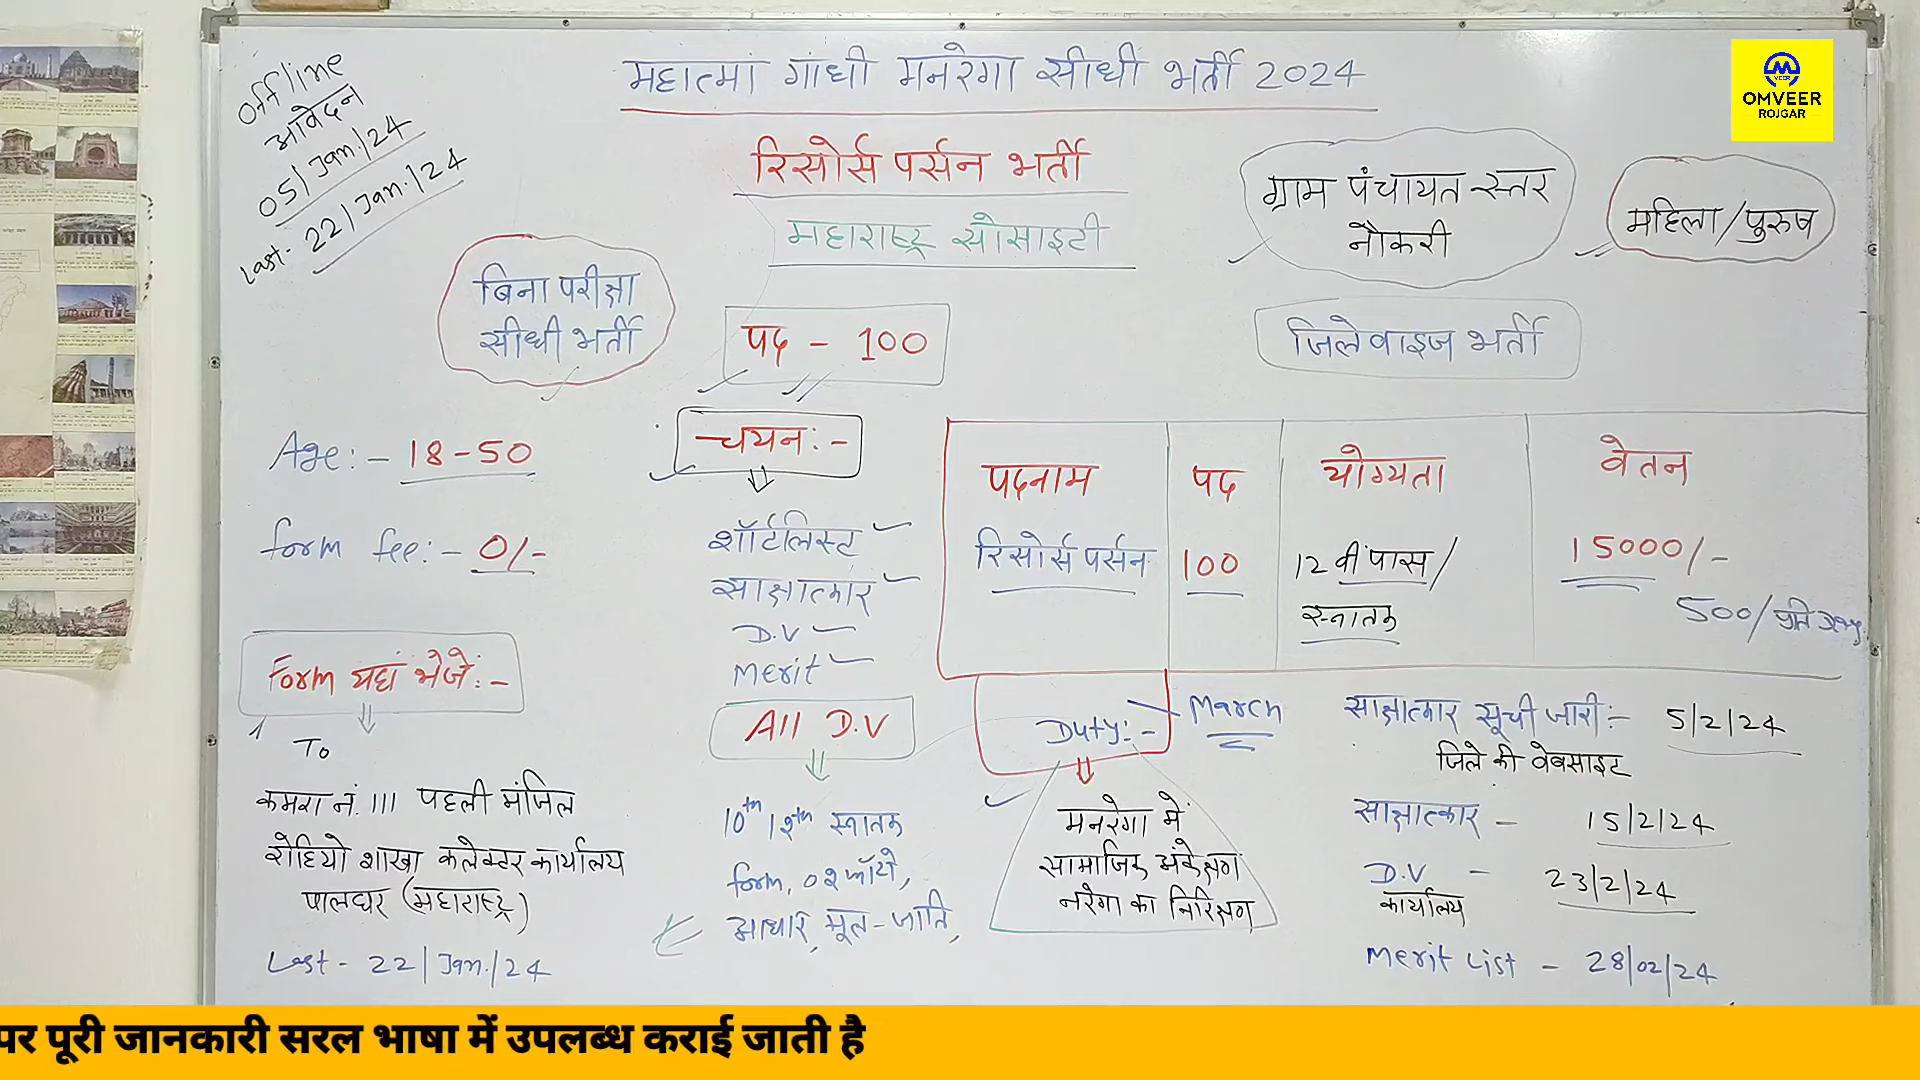 महात्मां गांधी मनरेगा सीधी भर्ती 2024
OMVEER
ROJGAR
offline
आवेदन
05/Jan./24
Last- 22/Jan./24
रिसोर्स पर्सन भर्ती
महाराष्ट्र सोसाइटी
ग्राम पंचायत स्तर
नौकरी
महिला/पुरुष
बिना परीक्षा
सीधी भर्ती
पद - 100
जिलेवाइज भर्ती
Age:- 18-50
form fee:- 0/-
चयन:-
शॉर्टलिस्ट
साक्षात्कार
D.V
Merit
पदनाम पद योग्यता वेतन
रिसोर्स पर्सन 100 12 वीं पास/ 15000/-
स्नातक 500/ प्रति
Form यहां भेजें:-
To
कमरा नं. 111 पहली मंजिल
रोहियो शाखा कलेक्टर कार्यालय
पालघर (महाराष्ट्र)
Last - 22/Jan./24
All D.V
10th 12th स्नातक
form, 02 फोटो,
आधार, मूल-जाति,
Duty:- March
मनरेगा में
सामाजिक अंकेक्षण
नरेगा का निरिक्षण
साक्षात्कार सूची जारी:- 5/2/24
जिले की वेबसाइट
साक्षात्कार - 15/2/24
D.V - 23/2/24
कार्यालय
Merit List - 28/02/24
पर पूरी जानकारी सरल भाषा में उपलब्ध कराई जाती है